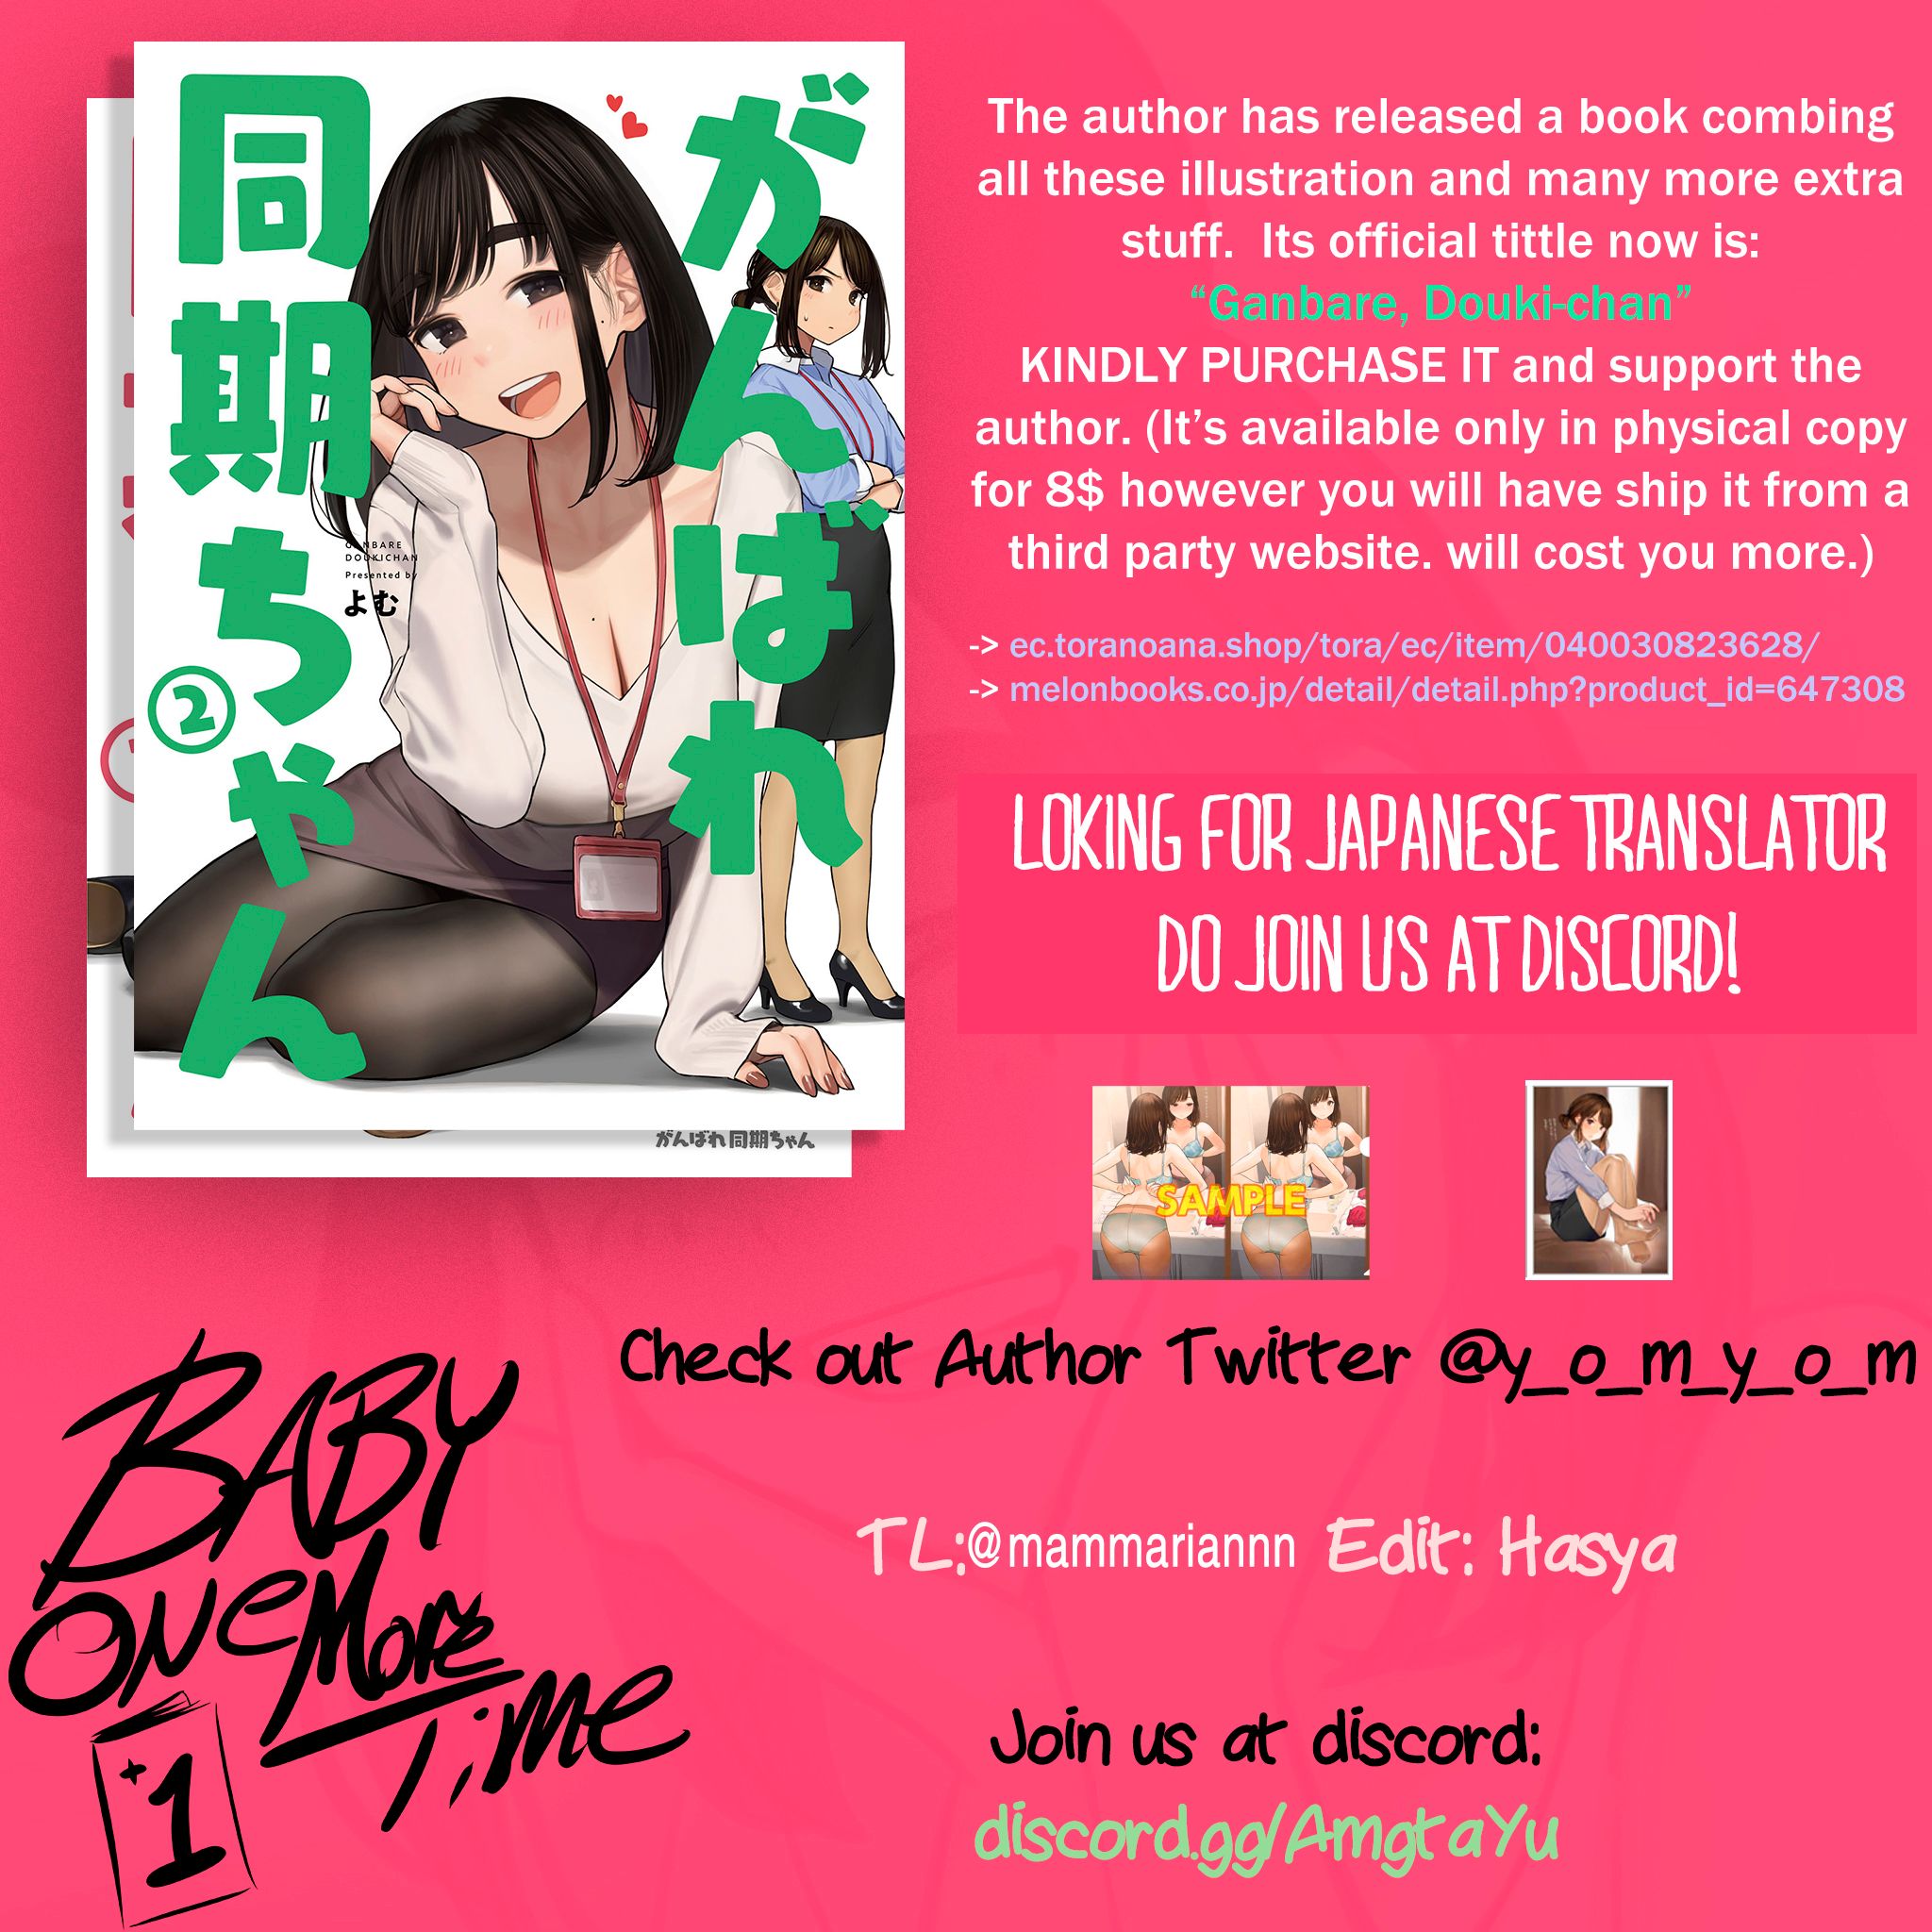 がんばれ
同期ちゃん
②
GANBARE
DOUKICHAN
Presented by
よむ
がんばれ同期ちゃん
The author has released a book combing
all these illustration and many more extra
stuff. Its official tittle now is:
“Ganbare, Douki-chan”
KINDLY PURCHASE IT and support the
author. (It’s available only in physical copy
for 8$ however you will have ship it from a
third party website. will cost you more.)
-> ec.toranoana.shop/tora/ec/item/040030823628/
-> melonbooks.co.jp/detail/detail.php?product_id=647308
LOKING FOR JAPANESE TRANSLATOR
DO JOIN US AT DISCORD!
SAMPLE
Check out Author Twitter @y_o_m_y_o_m
BABY
ONE MORE
TiME
+1
TL:@mammariannn Edit: Hasya
Join us at discord:
discord.gg/AmgtaYu